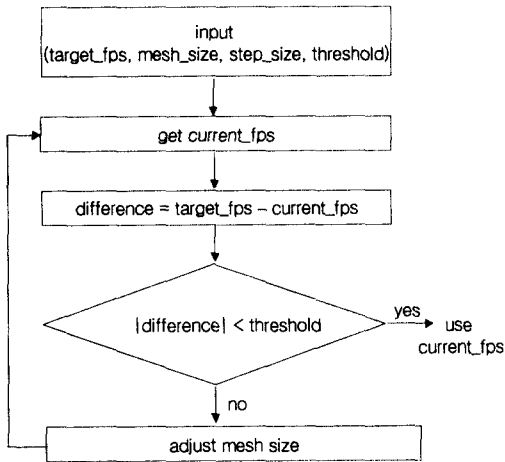 input
(target_fps, mesh_size, step_size, threshold)
get current_fps
difference = target_fps – current_fps
|difference| < threshold
yes
use
current_fps
no
adjust mesh size